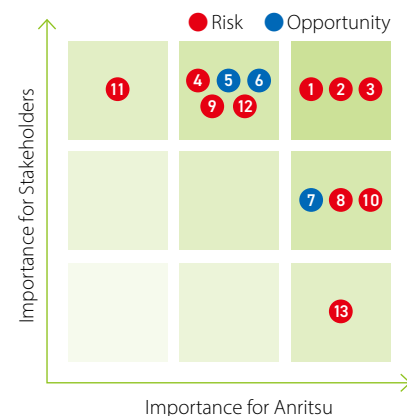 Risk Opportunity
11 4 5 6 1 2 3
9 12
7 8 10
13
Importance for Stakeholders
Importance for Anritsu